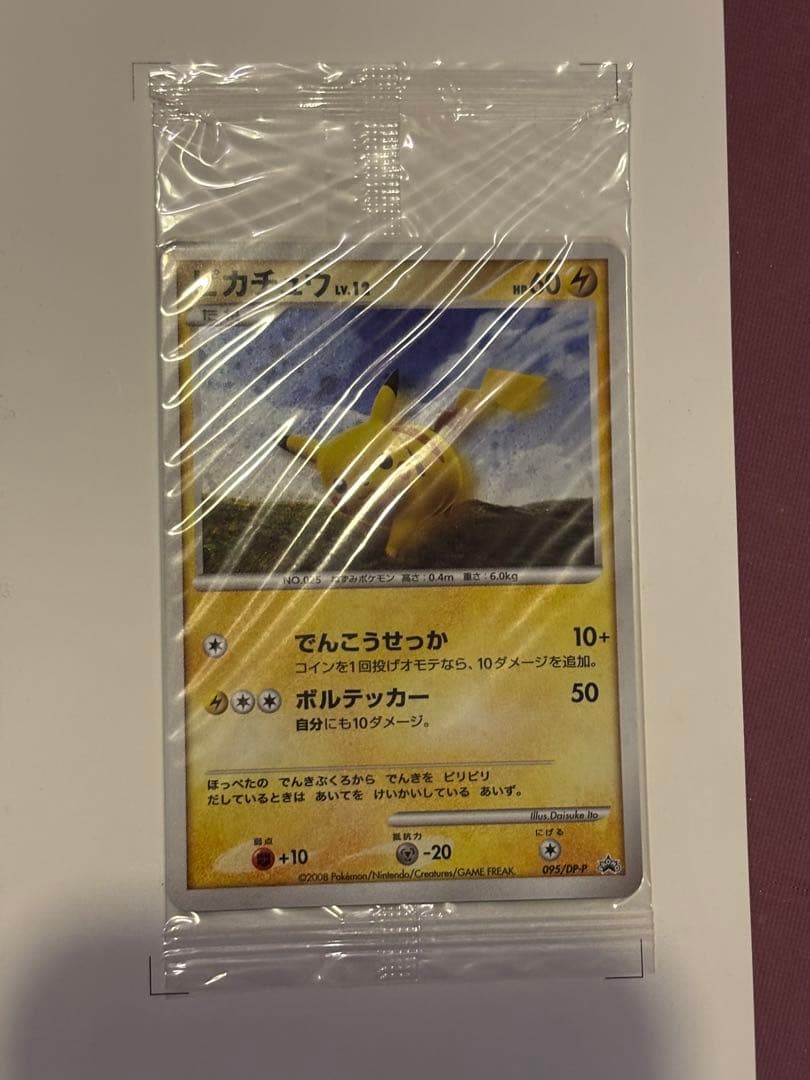 ピカチュウ LV.12 HP 60
NO.025 ねずみポケモン 高さ:0.4m 重さ:6.0kg
でんこうせっか 10+
コインを1回投げオモテなら、10ダメージを追加。
ボルテッカー 50
自分にも10ダメージ。
ほっぺたの でんきぶくろから でんきを ピリピリ
だしているときは あいてを けいかいしている あいず。
Illus.Daisuke Ito
弱点 抵抗力 にげる
+10 -20
©2008 Pokémon/Nintendo/Creatures/GAME FREAK. 095/DP-P